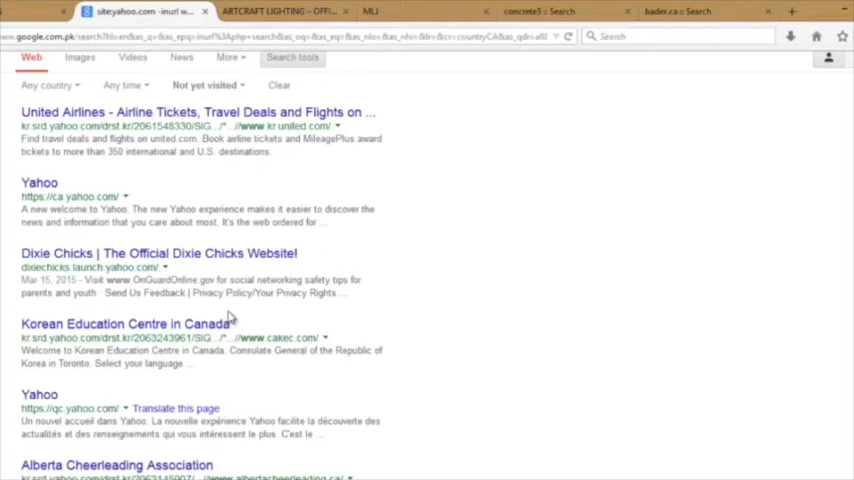 site:yahoo.com -inurl w...
ARTCRAFT LIGHTING – OFFI...
MLJ
concrete5 :: Search
badirr.ca :: Search
www.google.com.pk/search?hl=en&as_q=&as_epq=inurl%3Aphp+search&as_oq=&as_eq=&as_nlo=&as_nhi=&lr=&cr=countryCA&as_qdr=all&
Search
Web
Images
Videos
News
More
Search tools
Any country
Any time
Not yet visited
Clear
United Airlines - Airline Tickets, Travel Deals and Flights on ...
kr.srd.yahoo.com/drst.kr/2061548330/SIG.../*...//www.kr.united.com/
Find travel deals and flights on united.com. Book airline tickets and MileagePlus award
tickets to more than 350 international and U.S. destinations.
Yahoo
https://ca.yahoo.com/
A new welcome to Yahoo. The new Yahoo experience makes it easier to discover the
news and information that you care about most. It's the web ordered for ...
Dixie Chicks | The Official Dixie Chicks Website!
dixiechicks.launch.yahoo.com/
Mar 15, 2015 - Visit www.OnGuardOnline.gov for social networking safety tips for
parents and youth · Send Us Feedback | Privacy Policy/Your Privacy Rights ...
Korean Education Centre in Canada
kr.srd.yahoo.com/drst.kr/2063243961/SIG.../*...//www.cakec.com/
Welcome to Korean Education Centre in Canada. Consulate General of the Republic of
Korea in Toronto. Select your language ...
Yahoo
https://qc.yahoo.com/ Translate this page
Un nouvel accueil dans Yahoo. La nouvelle expérience Yahoo facilite la découverte des
actualités et des renseignements qui vous intéressent le plus. C'est le ...
Alberta Cheerleading Association
kr.srd.yahoo.com/drst.kr/2063145907/SIG.../*...//www.albertacheerleading.ca/